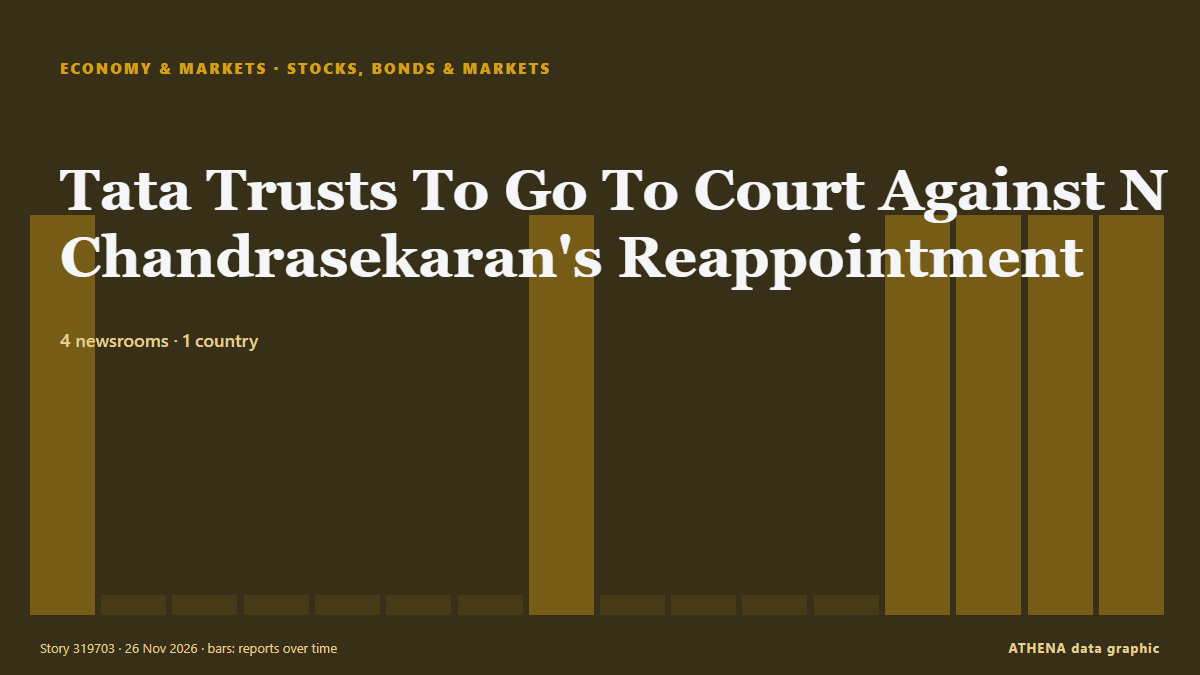 ECONOMY & MARKETS · STOCKS, BONDS & MARKETS
Tata Trusts To Go To Court Against N
Chandrasekaran's Reappointment
4 newsrooms · 1 country
Story 319703 · 26 Nov 2026 · bars: reports over time
ATHENA data graphic